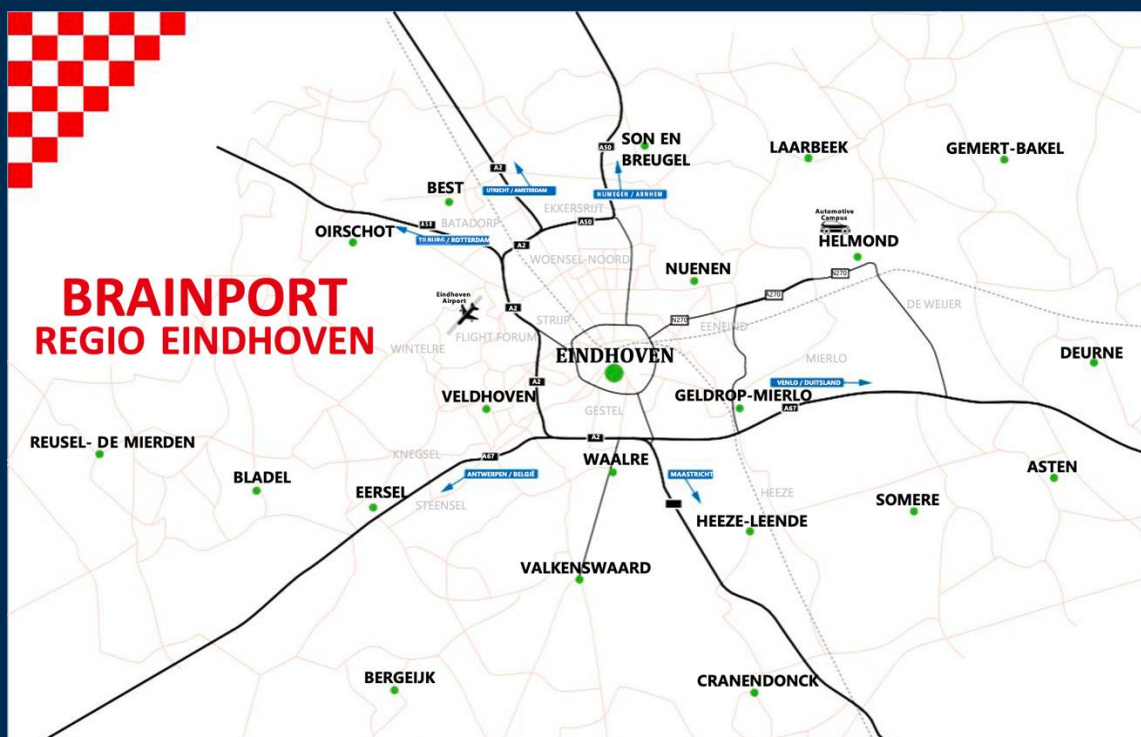 SON EN
BREUGEL
A50
LAARBEEK
GEMERT-BAKEL
A2
UTRECHT / AMSTERDAM
NIJMEGEN / ARNHEM
BEST
EKKERSRIJT
BATADORP
A58
A50
Automotive
Campus
OIRSCHOT
TILBURG / ROTTERDAM
A2
HELMOND
WOENSEL-NOORD
NUENEN
N270
BRAINPORT
REGIO EINDHOVEN
Eindhoven
Airport
A2
A270
DE WEIJER
STRIJP
N270
EENEIND
FLIGHT FORUM
WINTELRE
EINDHOVEN
MIERLO
DEURNE
A2
VENLO / DUITSLAND
VELDHOVEN
GELDROP-MIERLO
A67
GESTEL
REUSEL- DE MIERDEN
A2
KNEGSEL
A67
WAALRE
ANTWERPEN / BELGIË
MAASTRICHT
ASTEN
BLADEL
EERSEL
HEEZE
SOMERE
STEENSEL
HEEZE-LEENDE
VALKENSWAARD
BERGEIJK
CRANENDONCK